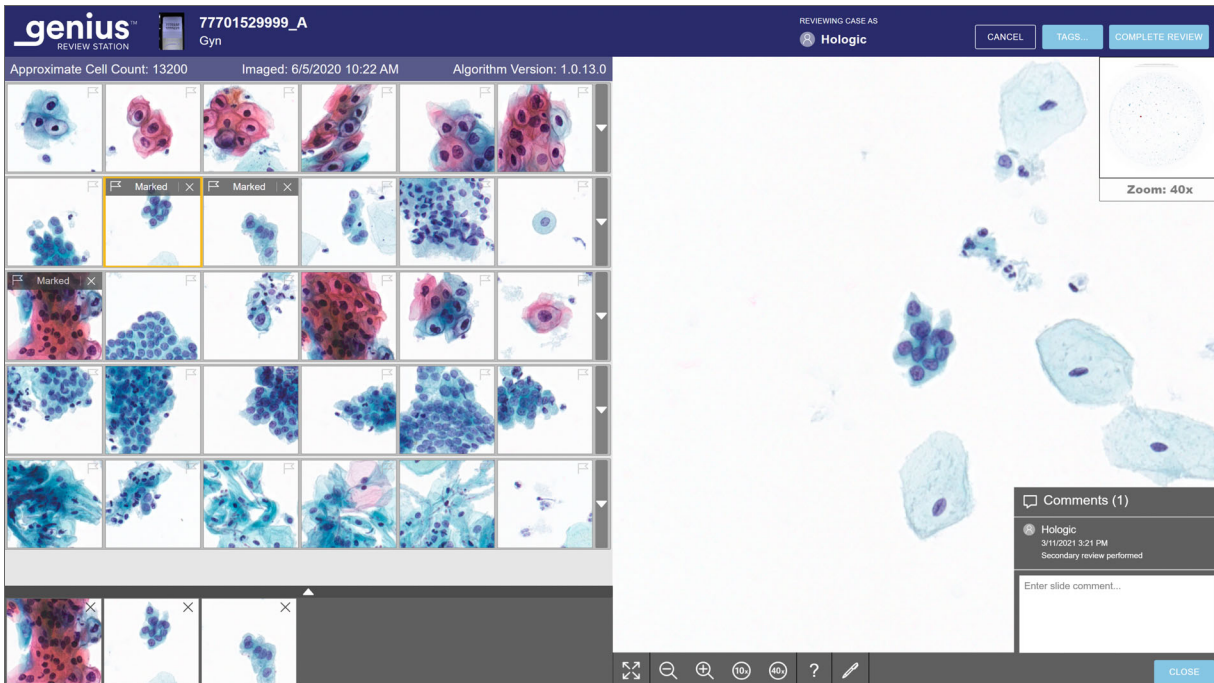 genius™
REVIEW STATION
77701529999_A
Gyn
REVIEWING CASE AS
Hologic
CANCEL
TAGS...
COMPLETE REVIEW
Approximate Cell Count: 13200
Imaged: 6/5/2020 10:22 AM
Algorithm Version: 1.0.13.0
Marked
Marked
Marked
Zoom: 40x
Comments (1)
Hologic
3/11/2021 3:21 PM
Secondary review performed
Enter slide comment...
10x
40x
?
CLOSE